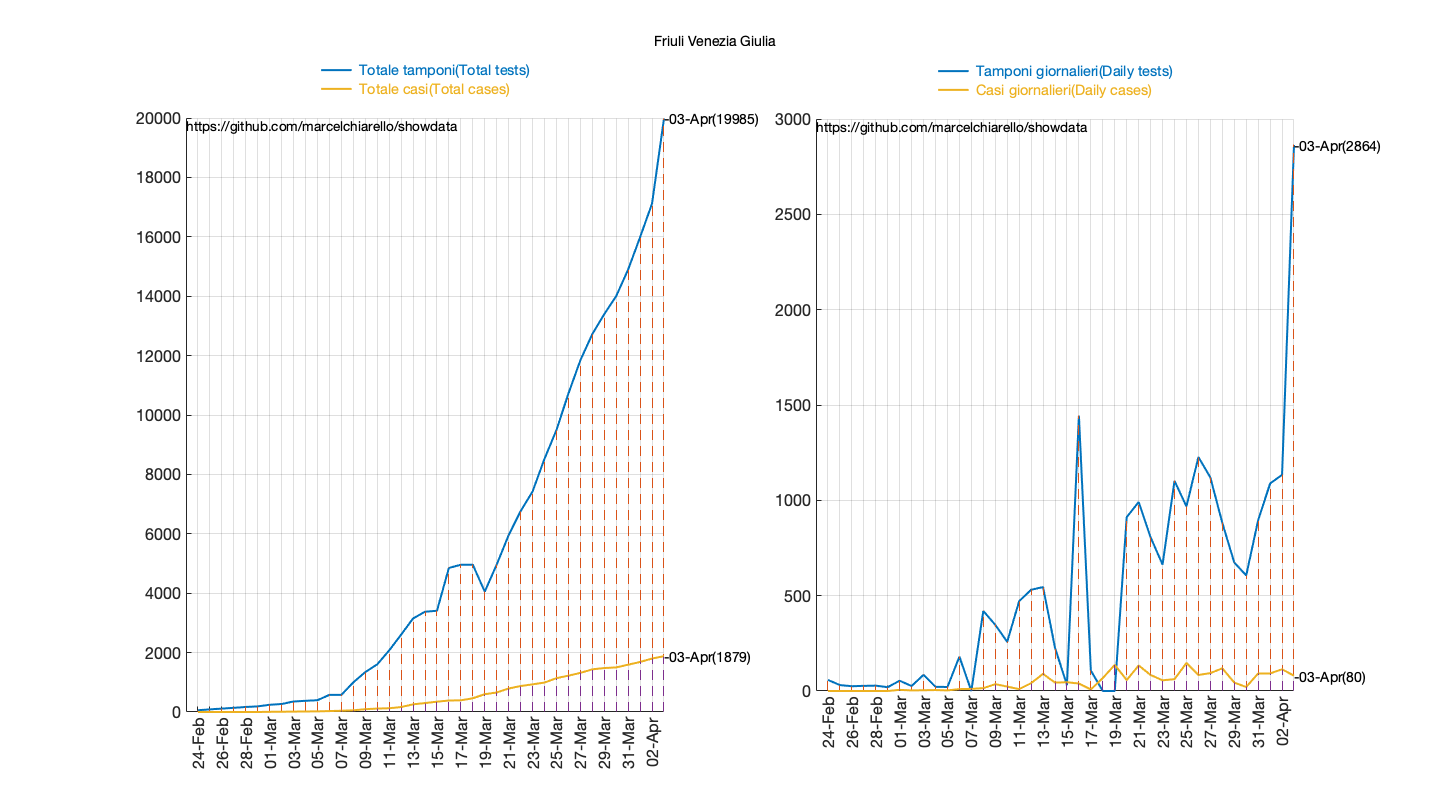 Friuli Venezia Giulia
Totale tamponi(Total tests)
Totale casi(Total cases)
https://github.com/marcelchiarello/showdata
20000
18000
16000
14000
12000
10000
8000
6000
4000
2000
0
-03-Apr(19985)
-03-Apr(1879)
24-Feb
26-Feb
28-Feb
01-Mar
03-Mar
05-Mar
07-Mar
09-Mar
11-Mar
13-Mar
15-Mar
17-Mar
19-Mar
21-Mar
23-Mar
25-Mar
27-Mar
29-Mar
31-Mar
02-Apr
Tamponi giornalieri(Daily tests)
Casi giornalieri(Daily cases)
https://github.com/marcelchiarello/showdata
3000
2500
2000
1500
1000
500
0
-03-Apr(2864)
-03-Apr(80)
24-Feb
26-Feb
28-Feb
01-Mar
03-Mar
05-Mar
07-Mar
09-Mar
11-Mar
13-Mar
15-Mar
17-Mar
19-Mar
21-Mar
23-Mar
25-Mar
27-Mar
29-Mar
31-Mar
02-Apr